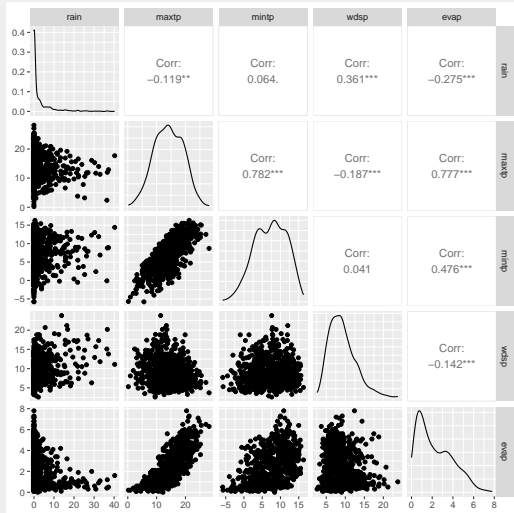 rain maxtp mintp wdsp evap
0.4
0.3
0.2
0.1
0.0
Corr:
−0.119**
Corr:
0.064.
Corr:
0.361***
Corr:
−0.275***
rain
20
10
0
Corr:
0.782***
Corr:
−0.187***
Corr:
0.777***
maxtp
15
10
5
0
−5
Corr:
0.041
Corr:
0.476***
mintp
20
15
10
5
Corr:
−0.142***
wdsp
8
6
4
2
0
evap
0 10 20 30 40 0 10 20 −5 0 5 10 15 5 10 15 20 0 2 4 6 8